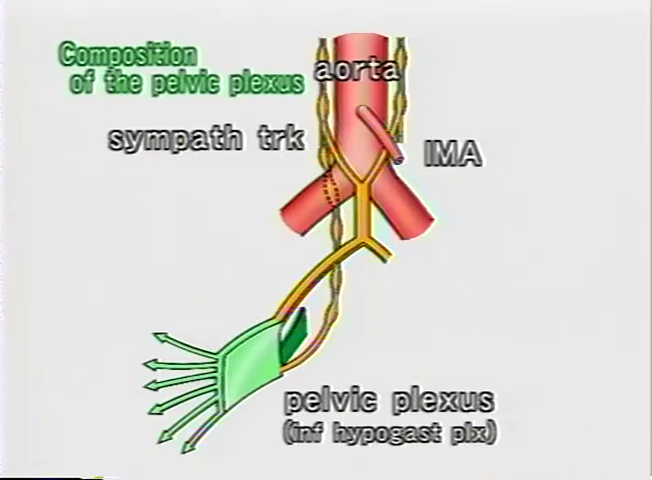 Composition
of the pelvic plexus
aorta
sympath trk
IMA
pelvic plexus
(inf hypogast plx)